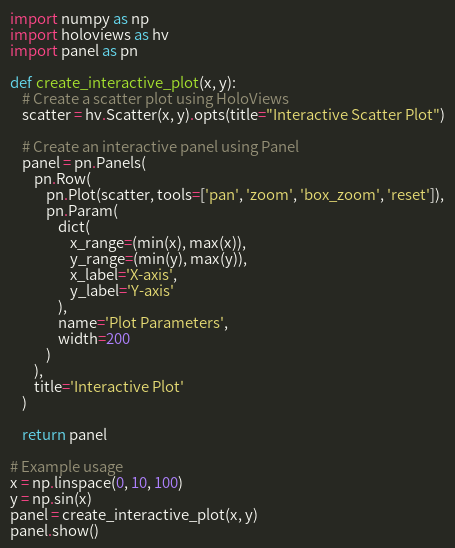 import numpy as np
import holoviews as hv
import panel as pn

def create_interactive_plot(x, y):
    # Create a scatter plot using HoloViews
    scatter = hv.Scatter(x, y).opts(title="Interactive Scatter Plot")

    # Create an interactive panel using Panel
    panel = pn.Panels(
        pn.Row(
            pn.Plot(scatter, tools=['pan', 'zoom', 'box_zoom', 'reset']),
            pn.Param(
                dict(
                    x_range=(min(x), max(x)),
                    y_range=(min(y), max(y)),
                    x_label='X-axis',
                    y_label='Y-axis'
                ),
                name='Plot Parameters',
                width=200
            )
        ),
        title='Interactive Plot'
    )

    return panel

# Example usage
x = np.linspace(0, 10, 100)
y = np.sin(x)
panel = create_interactive_plot(x, y)
panel.show()